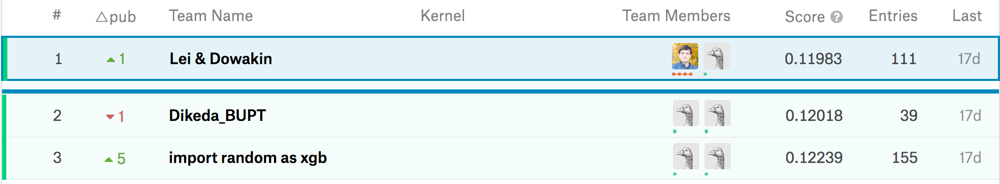 # △pub Team Name Kernel Team Members Score ? Entries Last
1 ▲1 Lei & Dowakin 0.11983 111 17d
2 ▼1 Dikeda_BUPT 0.12018 39 17d
3 ▲5 import random as xgb 0.12239 155 17d